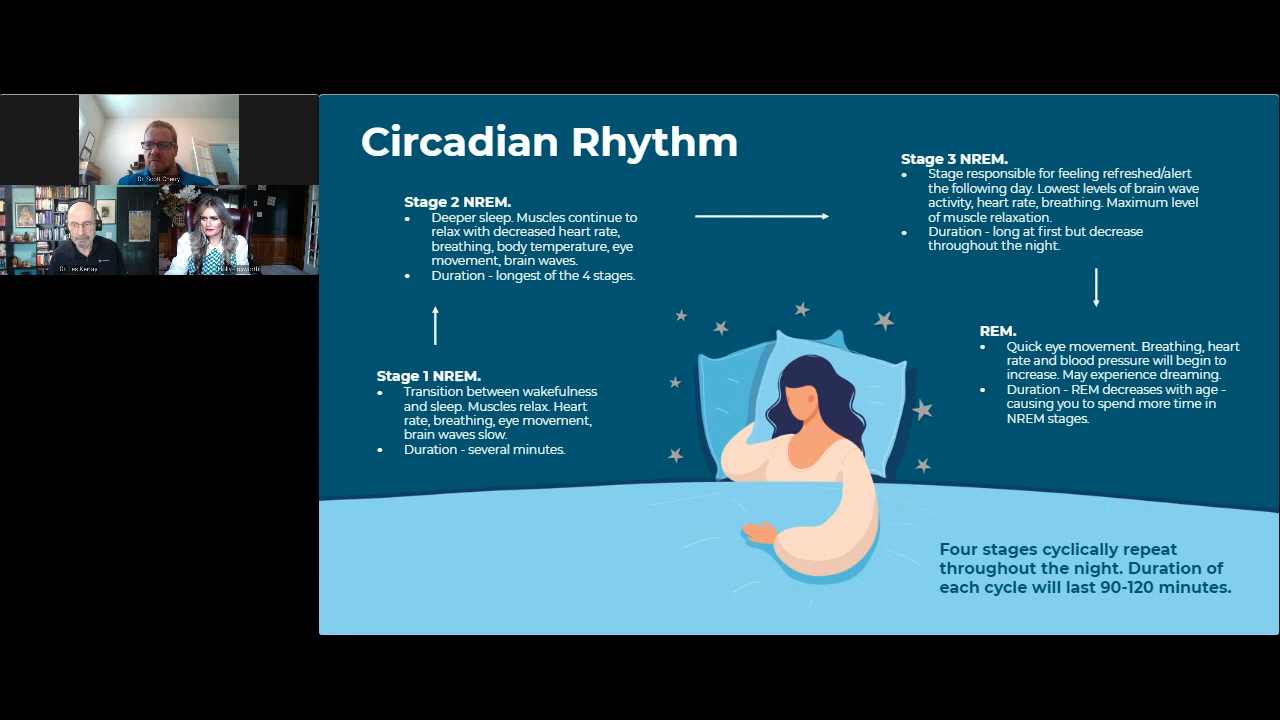 Circadian Rhythm
Stage 1 NREM.
• Transition between wakefulness
and sleep. Muscles relax. Heart
rate, breathing, eye movement,
brain waves slow.
• Duration - several minutes.
Stage 2 NREM.
• Deeper sleep. Muscles continue to
relax with decreased heart rate,
breathing, body temperature, eye
movement, brain waves.
• Duration - longest of the 4 stages.
Stage 3 NREM.
• Stage responsible for feeling refreshed/alert
the following day. Lowest levels of brain wave
activity, heart rate, breathing. Maximum level
of muscle relaxation.
• Duration - long at first but decrease
throughout the night.
REM.
• Quick eye movement. Breathing, heart
rate and blood pressure will begin to
increase. May experience dreaming.
• Duration - REM decreases with age -
causing you to spend more time in
NREM stages.
Four stages cyclically repeat
throughout the night. Duration of
each cycle will last 90-120 minutes.
Dr. Scott Cherry
Dr. Les Kertay